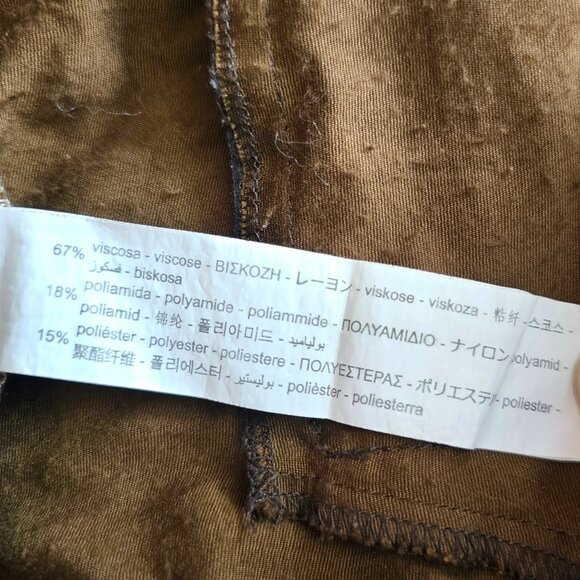 67% viscosa - viscose - ΒΙΣΚΟΖΗ - レーヨン - viskose - viskoza - 粘纤 - 스코스 -
فسكوز - biskosa
18% poliamida - polyamide - poliammide - ΠΟΛΥΑΜΙΔΙΟ - ナイロン polyamid -
poliamid - 锦纶 - 폴리아미드 - بولياميد
15% poliéster - polyester - poliestere - ΠΟΛΥΕΣΤΕΡΑΣ - ポリエステル - poliester -
聚酯纤维 - 폴리에스터 - بوليستير - polièster - poliesterra